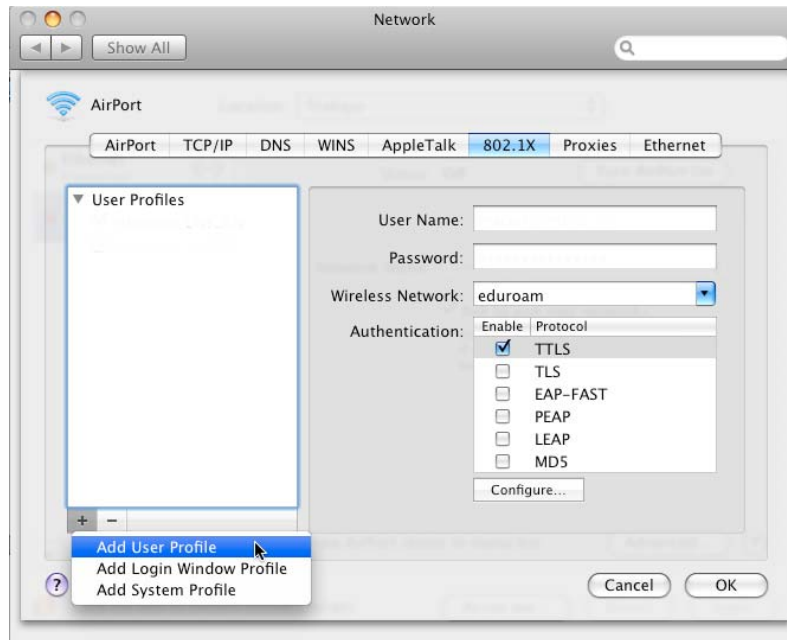 Network
Show All
AirPort
AirPort TCP/IP DNS WINS AppleTalk 802.1X Proxies Ethernet
User Profiles
User Name:
Password:
Wireless Network: eduroam
Authentication: Enable Protocol
TTLS
TLS
EAP-FAST
PEAP
LEAP
MD5
Configure...
+ −
Add User Profile
Add Login Window Profile
Add System Profile
? Cancel OK